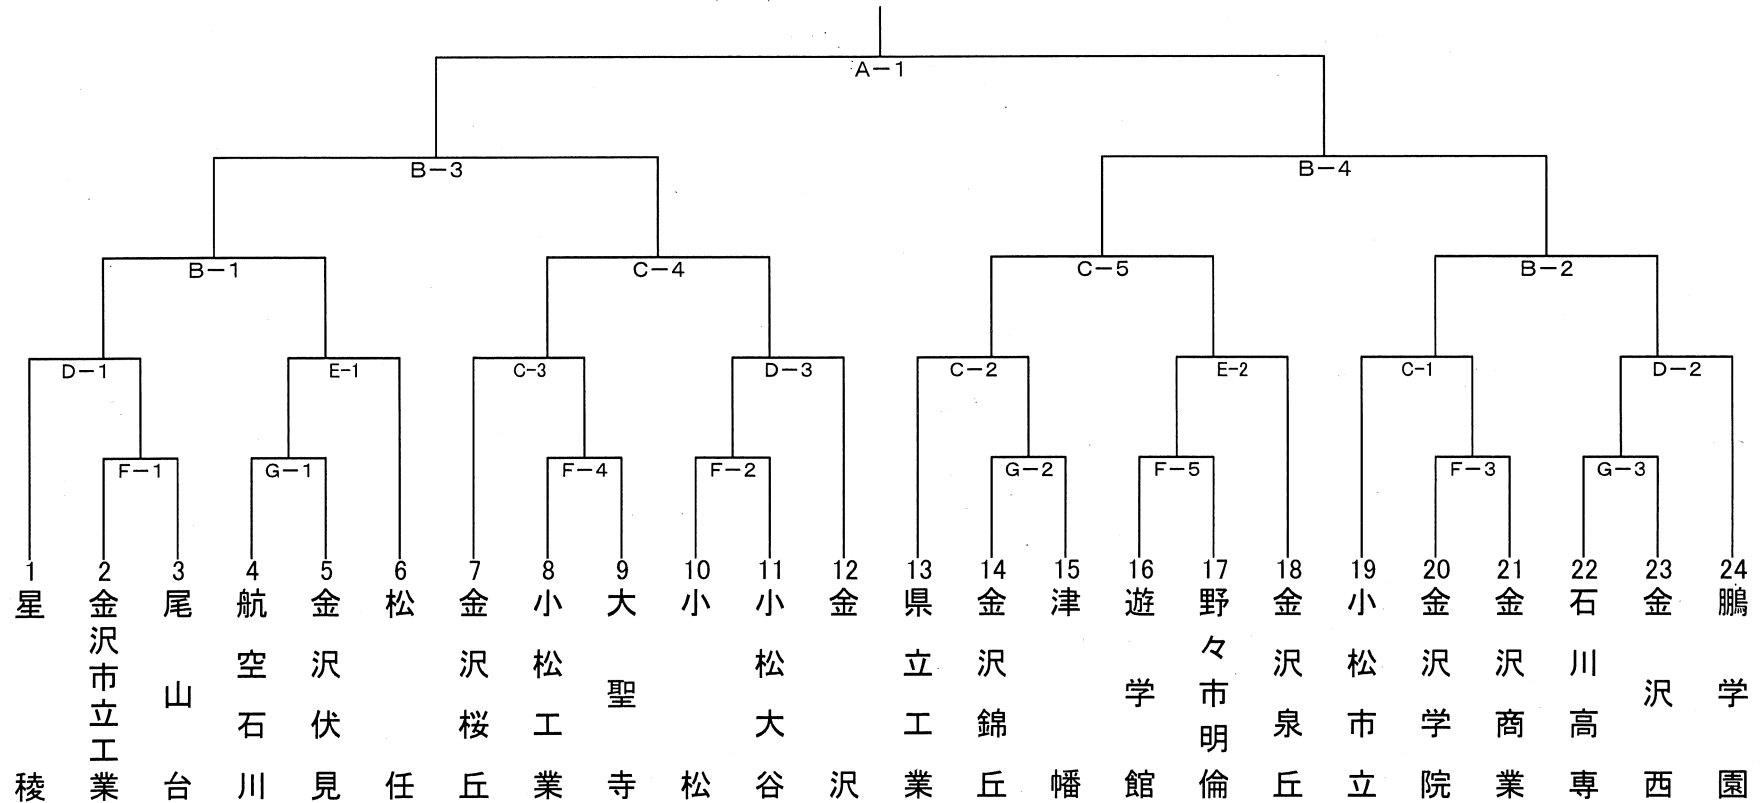 A－1
B－3
B－4
B－1
C－4
C－5
B－2
D－1
E-1
C-3
D－3
C－2
E-2
C-1
D－2
F－1
G－1
F－4
F－2
G－2
F－5
F－3
G－3
1 星稜
2 金沢市立工業
3 尾山台
4 航空石川
5 金沢伏見
6 松任
7 金沢桜丘
8 小松工業
9 大聖寺
10 小松
11 小松大谷
12 金沢
13 県立工業
14 金沢錦丘
15 津幡
16 遊学館
17 野々市明倫
18 金沢泉丘
19 小松市立
20 金沢学院
21 金沢商業
22 石川高専
23 金沢西
24 鵬学園